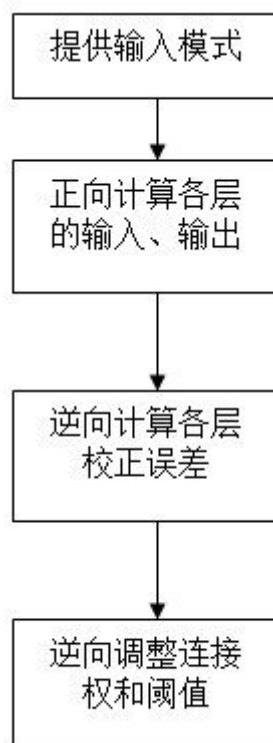 提供输入模式
正向计算各层
的输入、输出
逆向计算各层
校正误差
逆向调整连接
权和阈值